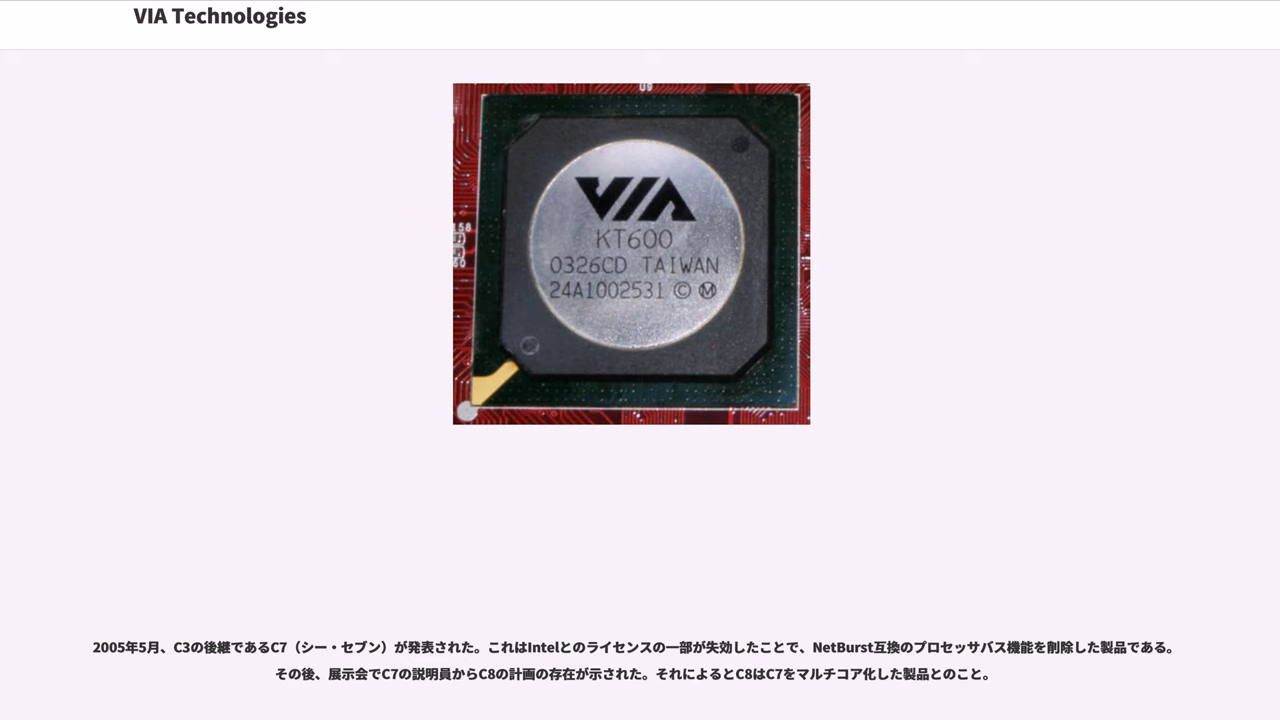 VIA Technologies
U9
158
60
VIA
KT600
0326CD TAIWAN
24A1002531 © Ⓜ
2005年5月、C3の後継であるC7（シー・セブン）が発表された。これはIntelとのライセンスの一部が失効したことで、NetBurst互換のプロセッサバス機能を削除した製品である。
その後、展示会でC7の説明員からC8の計画の存在が示された。それによるとC8はC7をマルチコア化した製品とのこと。